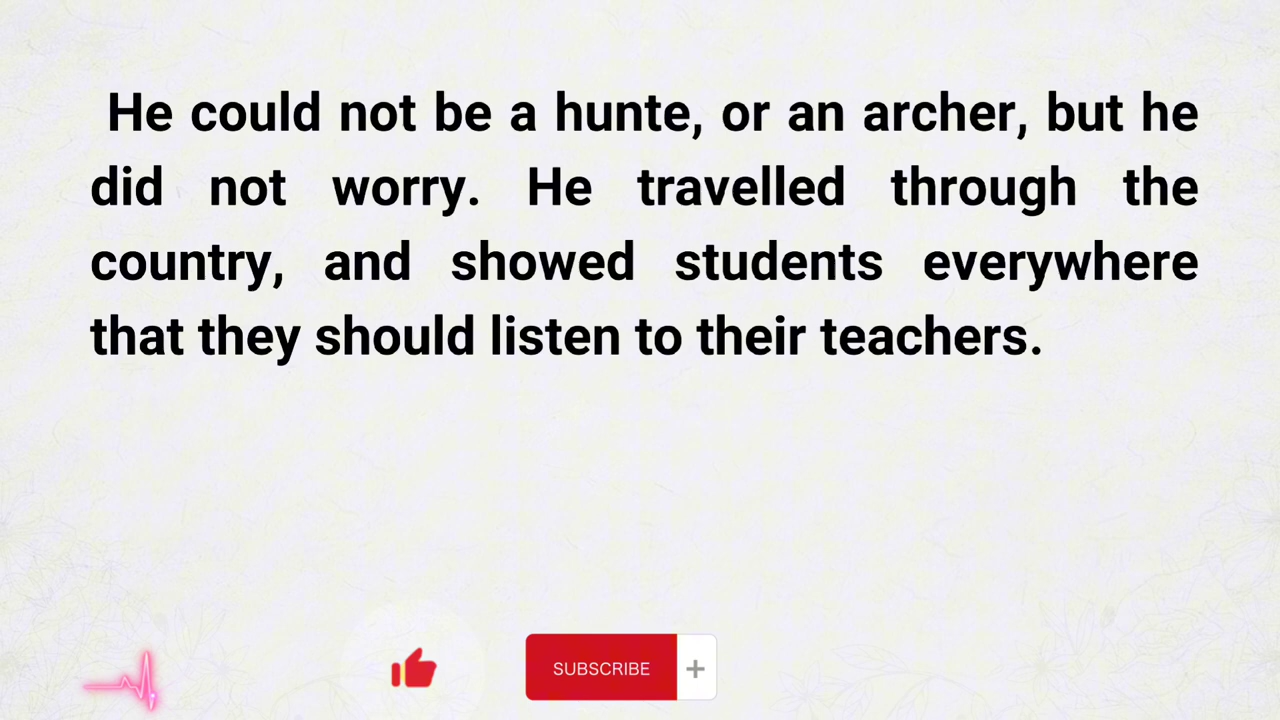 He could not be a hunte, or an archer, but he
did not worry. He travelled through the
country, and showed students everywhere
that they should listen to their teachers.
SUBSCRIBE +